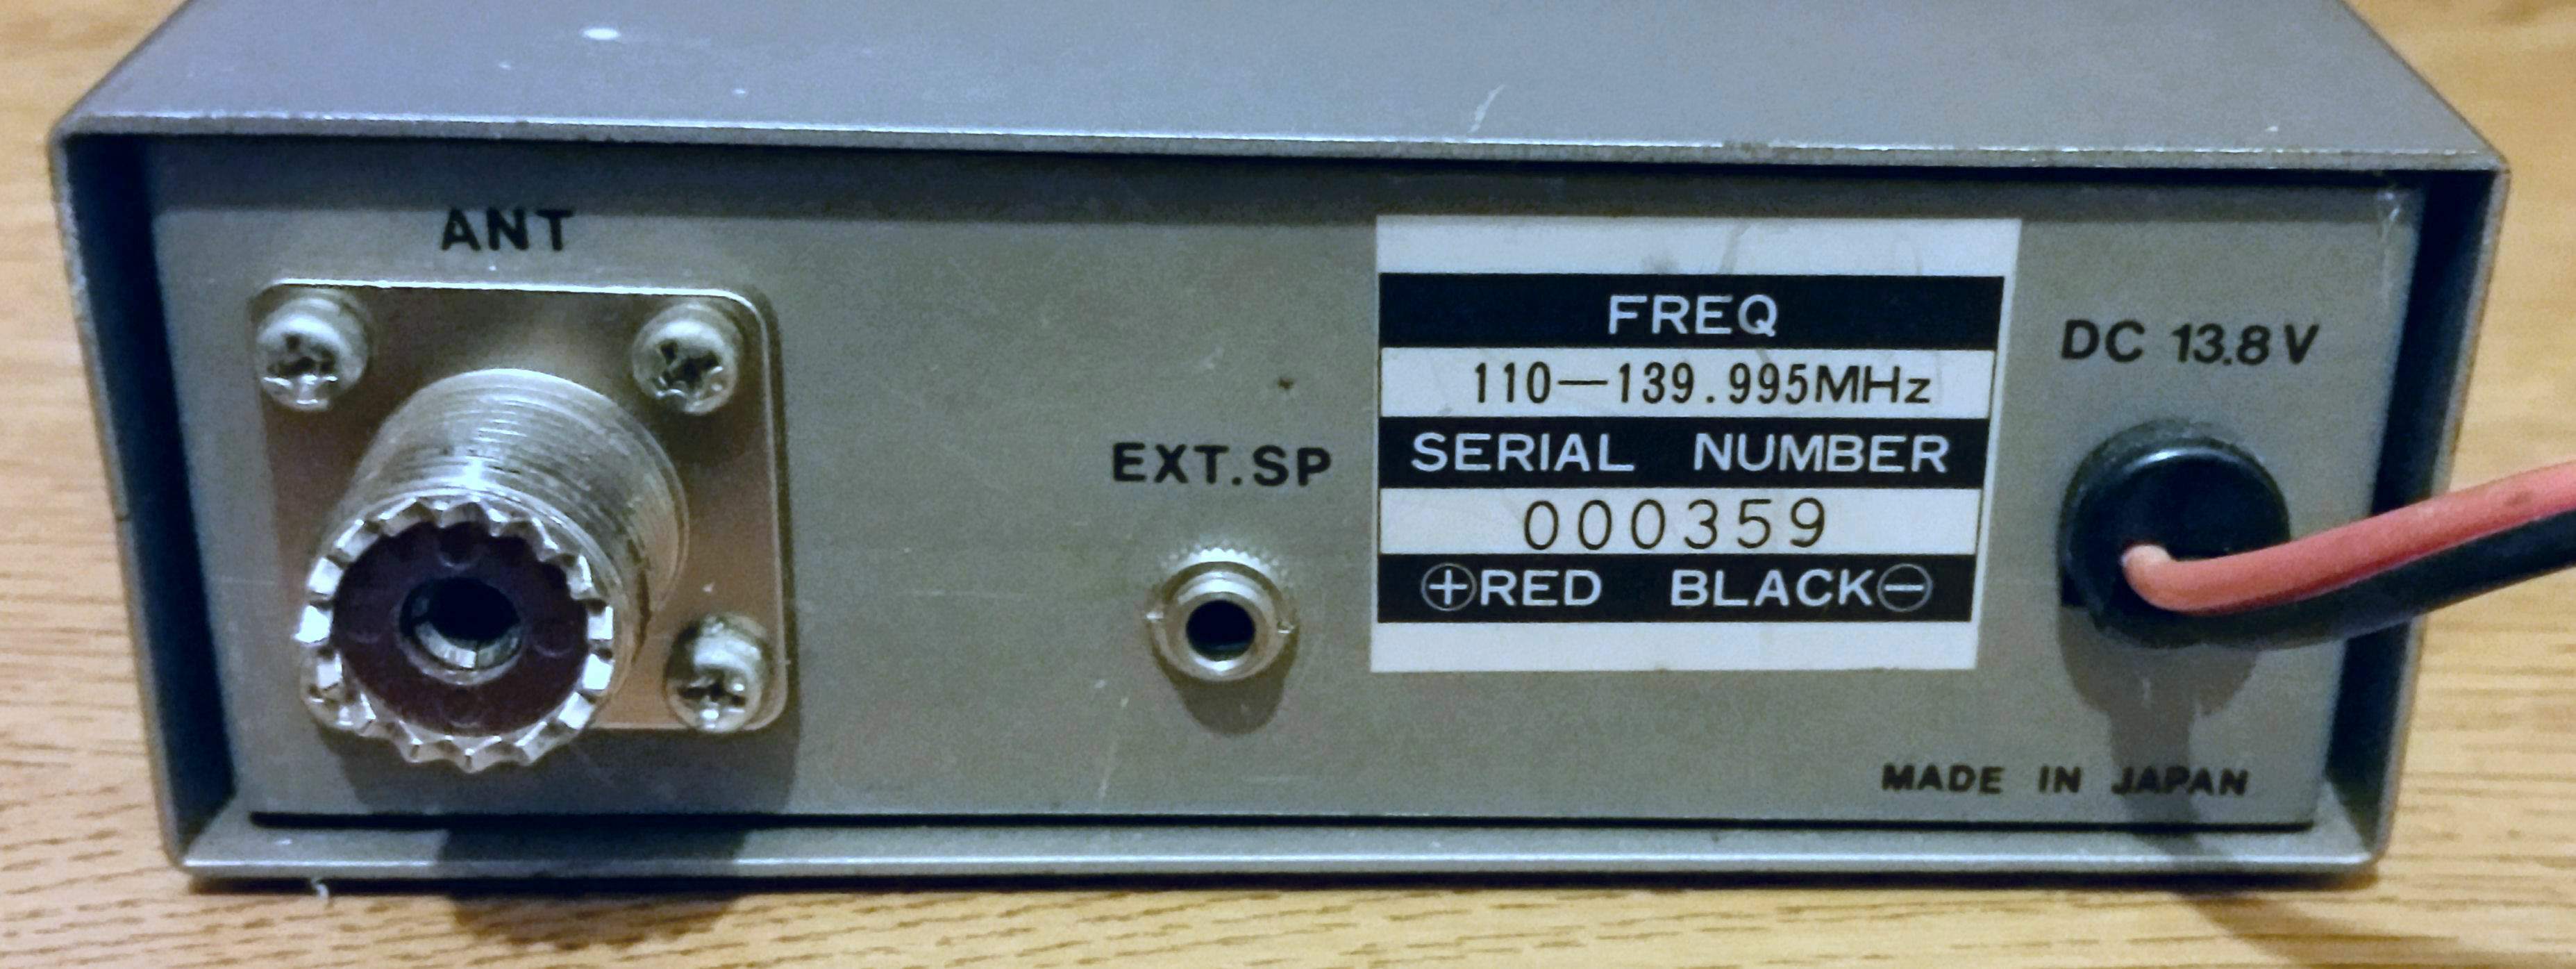 ANT
EXT.SP
FREQ
110—139.995MHz
SERIAL NUMBER
000359
⊕RED BLACK⊖
DC 13.8V
MADE IN JAPAN